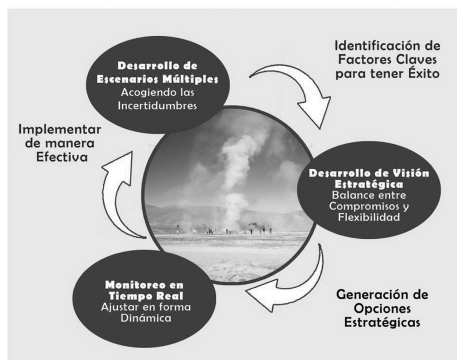 Desarrollo de
Escenarios Múltiples
Acogiendo las
Incertidumbres
Identificación de
Factores Claves
para tener Éxito
Desarrollo de Visión
Estratégica
Balance entre
Compromisos y
Flexibilidad
Generación de
Opciones
Estratégicas
Monitoreo en
Tiempo Real
Ajustar en forma
Dinámica
Implementar
de manera
Efectiva